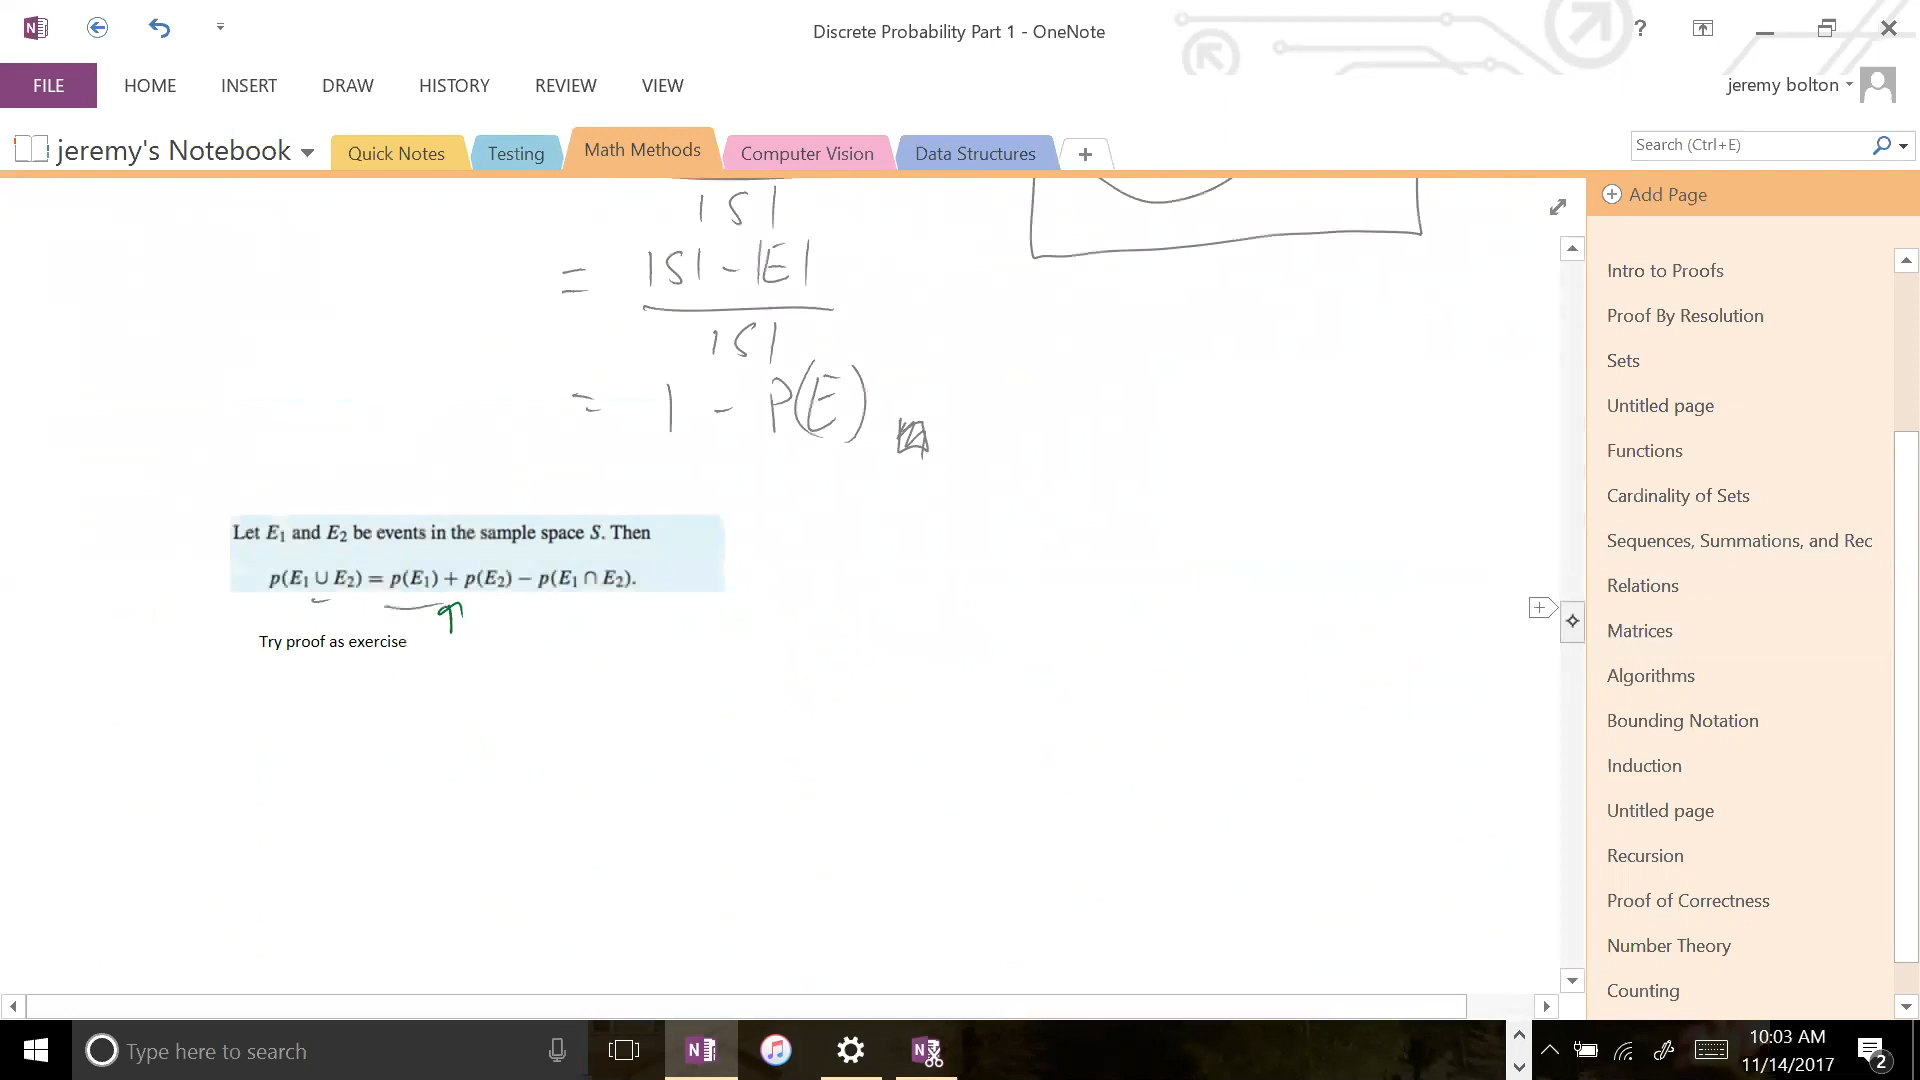 Discrete Probability Part 1 - OneNote
?
FILE HOME INSERT DRAW HISTORY REVIEW VIEW
jeremy bolton
jeremy's Notebook
Quick Notes
Testing
Math Methods
Computer Vision
Data Structures
+
Search (Ctrl+E)
Add Page
Intro to Proofs
Proof By Resolution
Sets
Untitled page
Functions
Cardinality of Sets
Sequences, Summations, and Rec
Relations
Matrices
Algorithms
Bounding Notation
Induction
Untitled page
Recursion
Proof of Correctness
Number Theory
Counting
|S|
= |S| - |E|
|S|
= 1 - P(E)
Let E₁ and E₂ be events in the sample space S. Then
p(E₁ ∪ E₂) = p(E₁) + p(E₂) − p(E₁ ∩ E₂).
Try proof as exercise
Type here to search
10:03 AM
11/14/2017
2